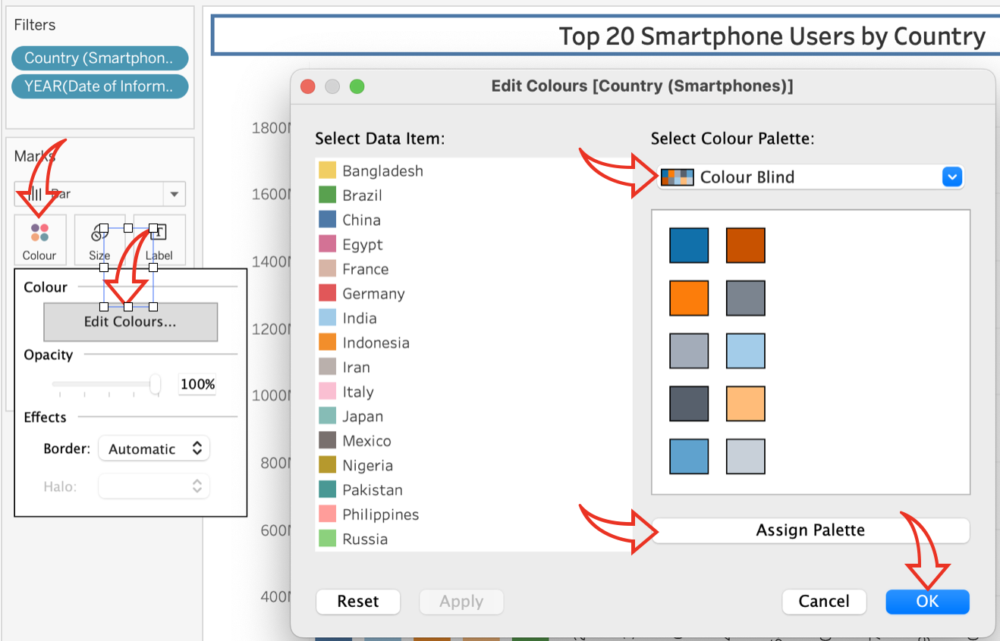 Filters
Country (Smartphon..
YEAR(Date of Inform..
Marks
Bar
Colour
Size
Label
Colour
Edit Colours...
Opacity
100%
Effects
Border:
Automatic
Halo:
Top 20 Smartphone Users by Country
1800M
1600M
1400M
1200M
1000M
800M
600M
400M
Edit Colours [Country (Smartphones)]
Select Data Item:
Bangladesh
Brazil
China
Egypt
France
Germany
India
Indonesia
Iran
Italy
Japan
Mexico
Nigeria
Pakistan
Philippines
Russia
Select Colour Palette:
Colour Blind
Assign Palette
Reset
Apply
Cancel
OK